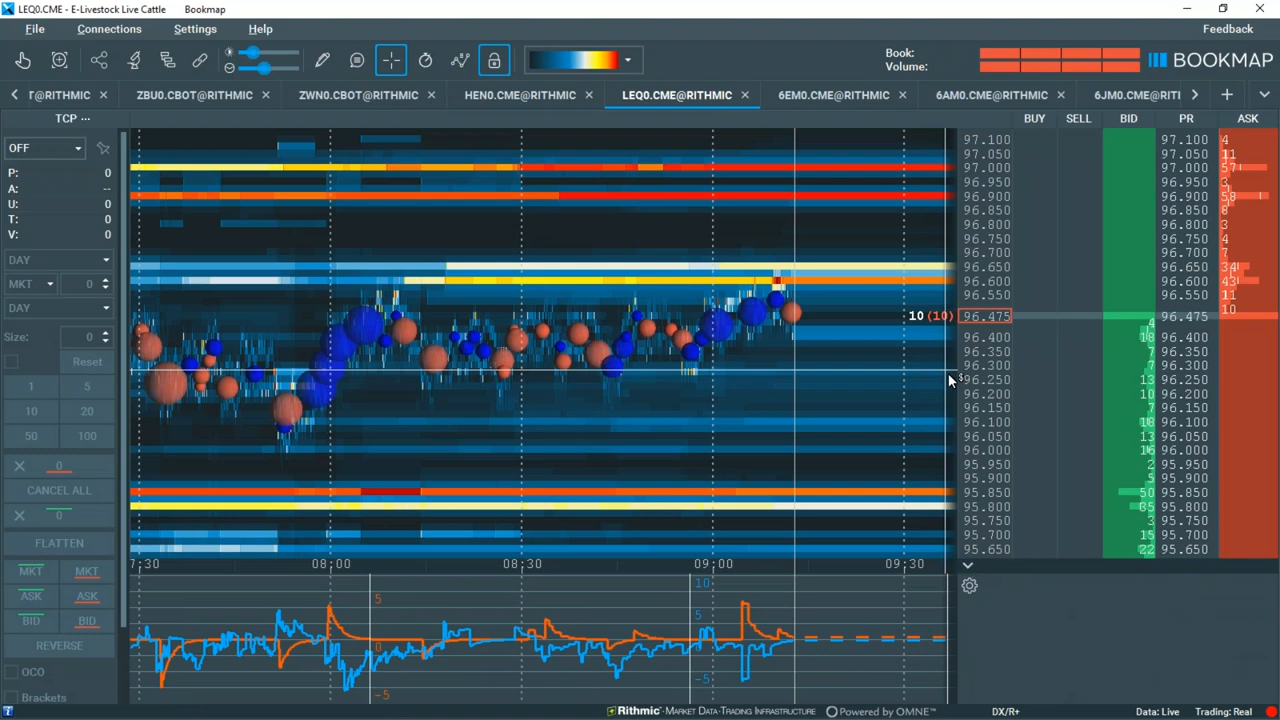 LEQ0.CME - E-Livestock Live Cattle Bookmap
File Connections Settings Help Feedback
Book:
Volume:
BOOKMAP
T@RITHMIC ZBU0.CBOT@RITHMIC ZWN0.CBOT@RITHMIC HEN0.CME@RITHMIC LEQ0.CME@RITHMIC 6EM0.CME@RITHMIC 6AM0.CME@RITHMIC 6JM0.CME@RITI
TCP ... BUY SELL BID PR ASK
OFF
P: 0
A: --
U: 0
T: 0
V: 0
DAY
MKT 0
DAY
Size: 0
Reset
1 5
10 20
50 100
0
CANCEL ALL
0
FLATTEN
MKT MKT
ASK ASK
BID BID
REVERSE
OCO
Brackets
97.100 97.100 4
97.050 97.050 11
97.000 97.000 57
96.950 96.950 3
96.900 96.900 58
96.850 96.850 8
96.800 96.800 3
96.750 96.750 4
96.700 96.700 7
96.650 96.650 34
96.600 96.600 43
96.550 96.550 11
10
10 (10) 96.475 96.475
4
96.400 18 96.400
96.350 7 96.350
96.300 7 96.300
96.250 13 96.250
96.200 10 96.200
96.150 7 96.150
96.100 18 96.100
96.050 13 96.050
96.000 16 96.000
95.950 2 95.950
95.900 5 95.900
95.850 50 95.850
95.800 35 95.800
95.750 3 95.750
95.700 15 95.700
95.650 22 95.650
7:30 08:00 08:30 09:00 09:30
5
0
-5
10
5
0
-5
Rithmic · MARKET DATA · TRADING INFRASTRUCTURE Powered by OMNE™ DX/R+ Data: Live Trading: Real